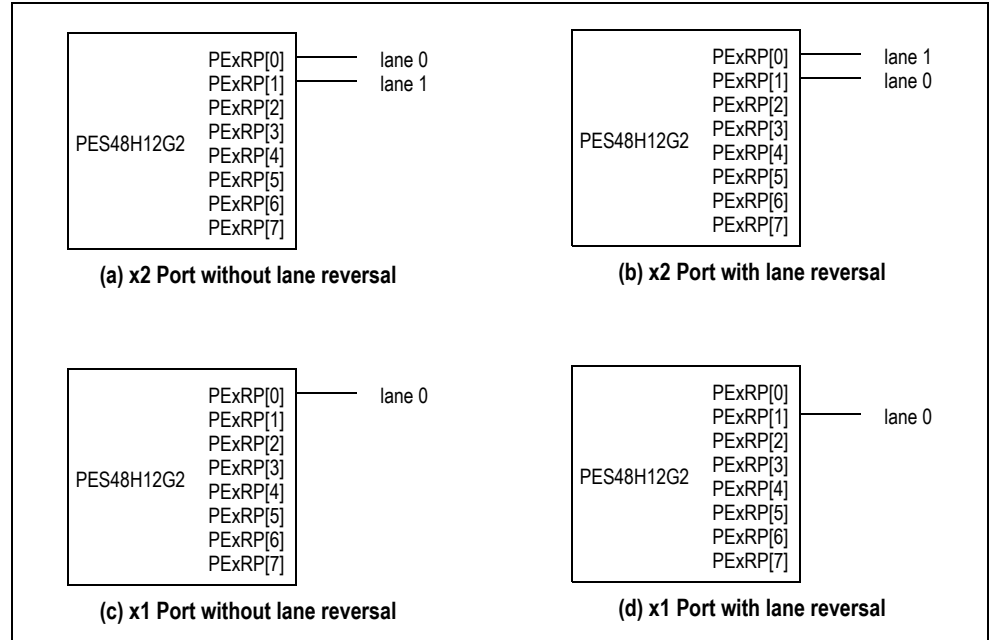 PES48H12G2
PExRP[0] lane 0
PExRP[1] lane 1
PExRP[2]
PExRP[3]
PExRP[4]
PExRP[5]
PExRP[6]
PExRP[7]
(a) x2 Port without lane reversal
PES48H12G2
PExRP[0] lane 1
PExRP[1] lane 0
PExRP[2]
PExRP[3]
PExRP[4]
PExRP[5]
PExRP[6]
PExRP[7]
(b) x2 Port with lane reversal
PES48H12G2
PExRP[0] lane 0
PExRP[1]
PExRP[2]
PExRP[3]
PExRP[4]
PExRP[5]
PExRP[6]
PExRP[7]
(c) x1 Port without lane reversal
PES48H12G2
PExRP[0]
PExRP[1] lane 0
PExRP[2]
PExRP[3]
PExRP[4]
PExRP[5]
PExRP[6]
PExRP[7]
(d) x1 Port with lane reversal